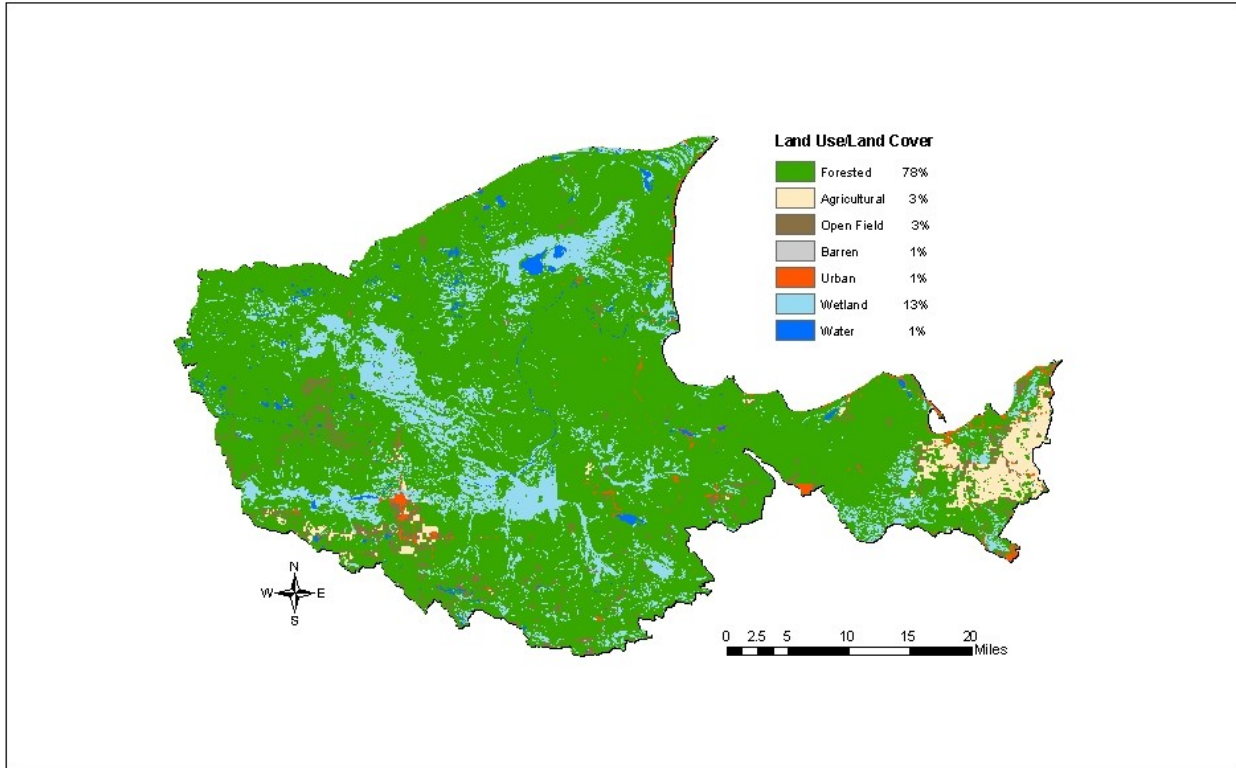 Land Use/Land Cover
Forested 78%
Agricultural 3%
Open Field 3%
Barren 1%
Urban 1%
Wetland 13%
Water 1%
N
W E
S
0 2.5 5 10 15 20
Miles